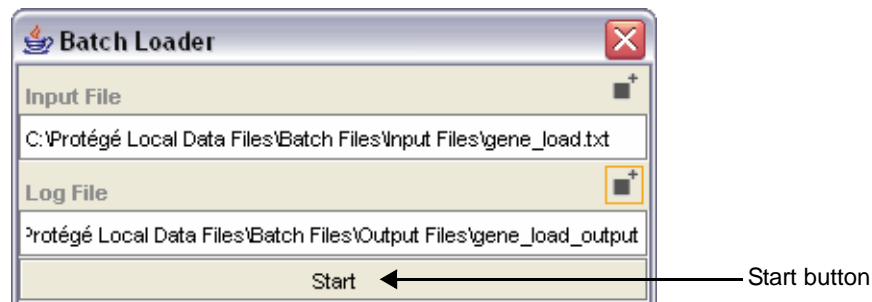 Batch Loader
Input File
C:\Protégé Local Data Files\Batch Files\Input Files\gene_load.txt
Log File
Protégé Local Data Files\Batch Files\Output Files\gene_load_output
Start
Start button